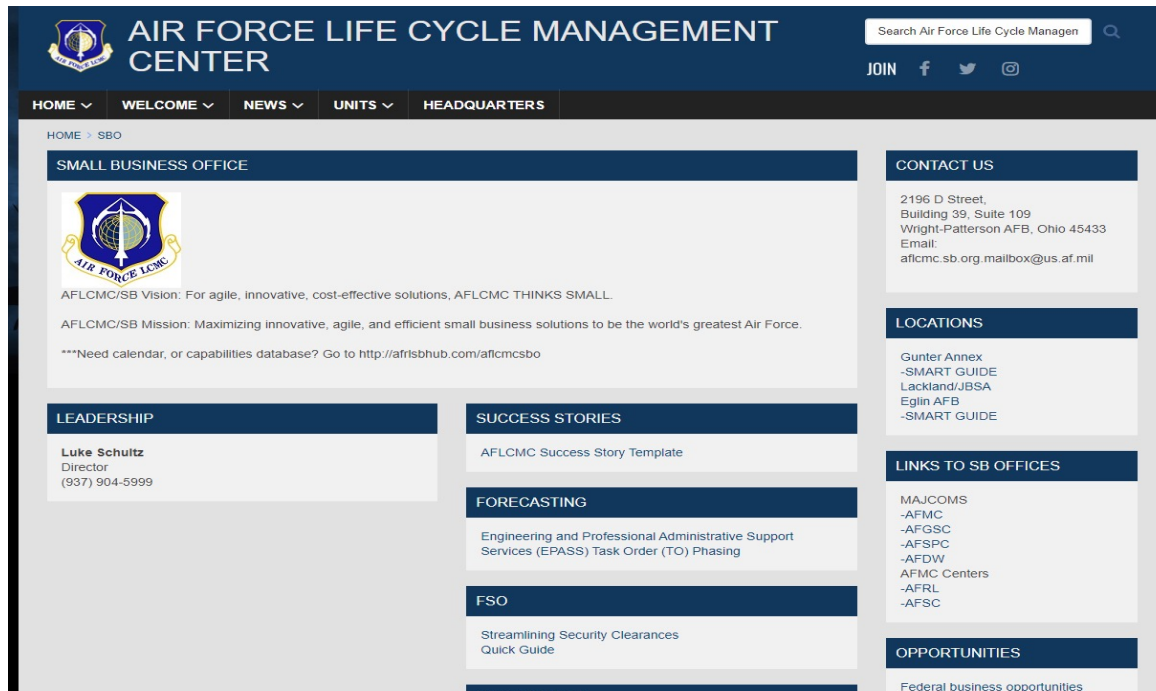 AIR FORCE LIFE CYCLE MANAGEMENT
CENTER
AIR FORCE LCMC
Search Air Force Life Cycle Managen
JOIN
HOME
WELCOME
NEWS
UNITS
HEADQUARTERS
HOME > SBO
SMALL BUSINESS OFFICE
AIR FORCE LCMC
AFLCMC/SB Vision: For agile, innovative, cost-effective solutions, AFLCMC THINKS SMALL.
AFLCMC/SB Mission: Maximizing innovative, agile, and efficient small business solutions to be the world's greatest Air Force.
***Need calendar, or capabilities database? Go to http://afrlsbhub.com/aflcmcsbo
LEADERSHIP
Luke Schultz
Director
(937) 904-5999
SUCCESS STORIES
AFLCMC Success Story Template
FORECASTING
Engineering and Professional Administrative Support
Services (EPASS) Task Order (TO) Phasing
FSO
Streamlining Security Clearances
Quick Guide
CONTACT US
2196 D Street,
Building 39, Suite 109
Wright-Patterson AFB, Ohio 45433
Email:
aflcmc.sb.org.mailbox@us.af.mil
LOCATIONS
Gunter Annex
-SMART GUIDE
Lackland/JBSA
Eglin AFB
-SMART GUIDE
LINKS TO SB OFFICES
MAJCOMS
-AFMC
-AFGSC
-AFSPC
-AFDW
AFMC Centers
-AFRL
-AFSC
OPPORTUNITIES
Federal business opportunities